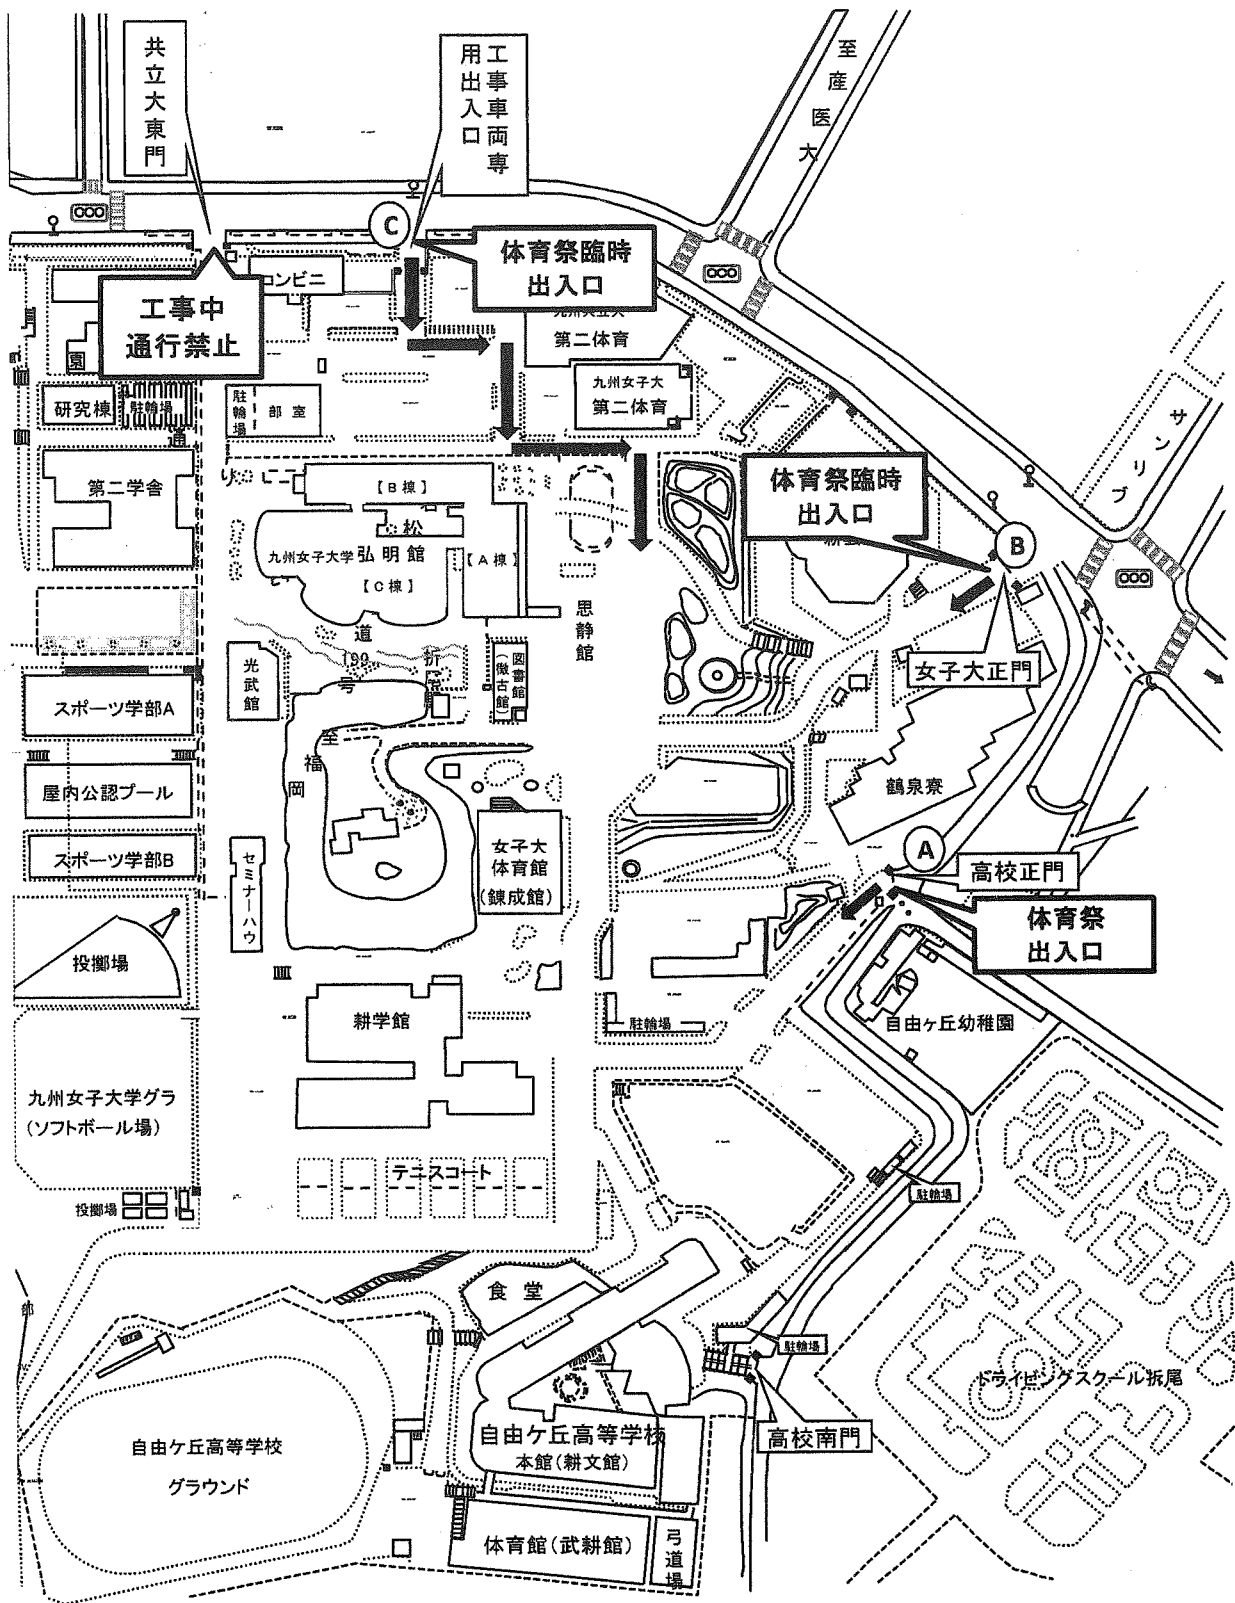 共立大東門
工事車両専
用出入口
至産医大
C
体育祭臨時
出入口
コンビニ
工事中
通行禁止
園
第二体育
九州女子大
第二体育
研究棟
駐輪場
駐輪場
部室
通
り
サンリブ
第二学舎
【B棟】
松
九州女子大学 弘明館
【A棟】
【C棟】
体育祭臨時
出入口
B
思静館
道
199
号
折
図書館
(徴古館)
光武館
女子大正門
スポーツ学部A
至
福
岡
屋内公認プール
鶴泉寮
スポーツ学部B
セミナーハウ
女子大
体育館
(錬成館)
A
高校正門
体育祭
出入口
投擲場
耕学館
駐輪場
自由ヶ丘幼稚園
九州女子大学グラ
(ソフトボール場)
テニスコート
投擲場
駐輪場
食堂
駐輪場
ドライビングスクール折尾
自由ケ丘高等学校
グラウンド
自由ケ丘高等学校
本館(耕文館)
高校南門
体育館(武耕館)
弓道場